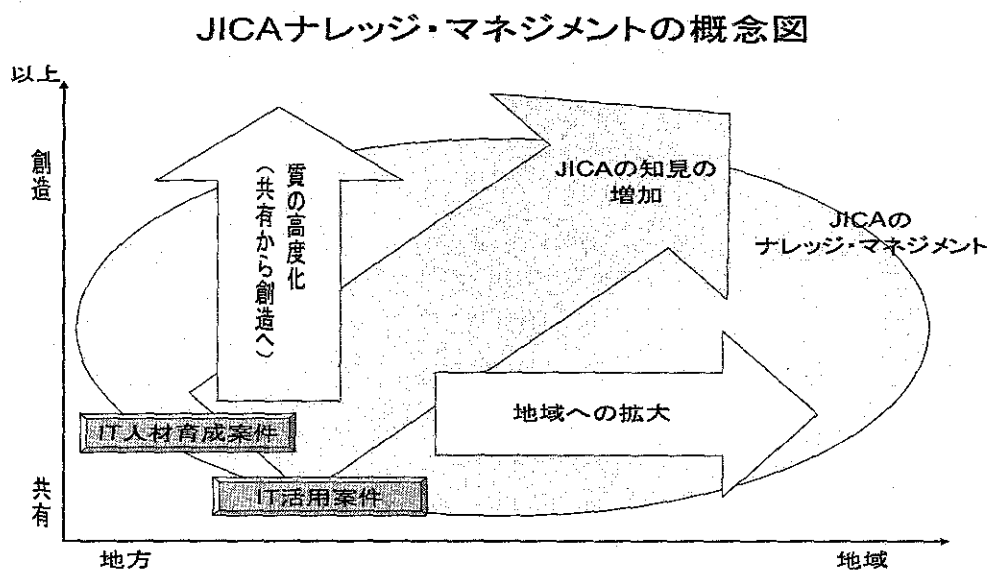 JICAナレッジ・マネジメントの概念図
以上
創造
共有
質の高度化
(共有から創造へ)
JICAの知見の
増加
JICAの
ナレッジ・マネジメント
地域への拡大
IT人材育成案件
IT活用案件
地方
地域